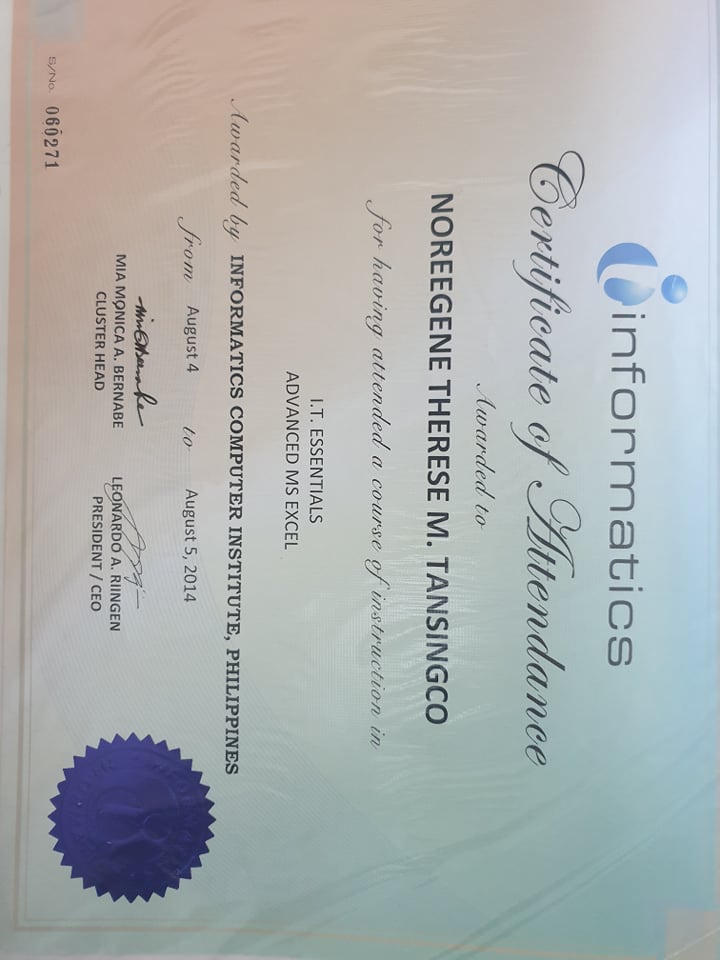 informatics
Certificate of Attendance
Awarded to
NOREEGENE THERESE M. TANSINGCO
for having attended a course of instruction in
I.T. ESSENTIALS
ADVANCED MS EXCEL
Awarded by INFORMATICS COMPUTER INSTITUTE, PHILIPPINES
from August 4 to August 5, 2014
MIA MONICA A. BERNABE
CLUSTER HEAD
LEONARDO A. RIINGEN
PRESIDENT / CEO
S/No. 060271